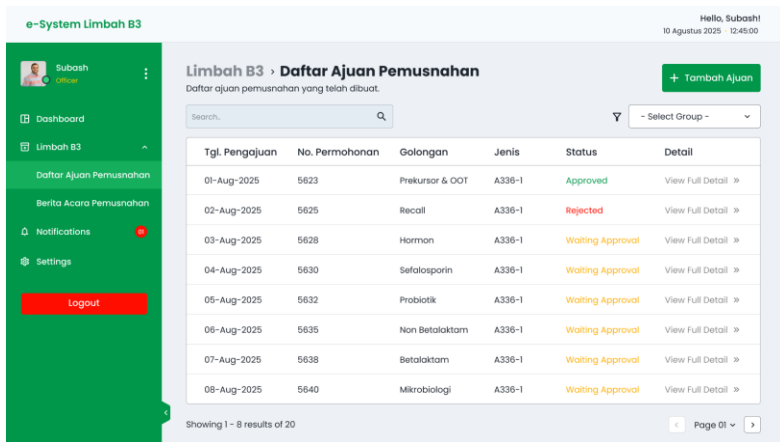 e-System Limbah B3
Hello, Subash!
10 Agustus 2025 12:45:00
Subash
Officer
Dashboard
Limbah B3
Daftar Ajuan Pemusnahan
Berita Acara Pemusnahan
Notifications 01
Settings
Logout
Limbah B3 › Daftar Ajuan Pemusnahan
Daftar ajuan pemusnahan yang telah dibuat.
+ Tambah Ajuan
Search..
- Select Group -
Tgl. Pengajuan No. Permohonan Golongan Jenis Status Detail
01-Aug-2025 5623 Prekursor & OOT A336-1 Approved View Full Detail »
02-Aug-2025 5625 Recall A336-1 Rejected View Full Detail »
03-Aug-2025 5628 Hormon A336-1 Waiting Approval View Full Detail »
04-Aug-2025 5630 Sefalosporin A336-1 Waiting Approval View Full Detail »
05-Aug-2025 5632 Probiotik A336-1 Waiting Approval View Full Detail »
06-Aug-2025 5635 Non Betalaktam A336-1 Waiting Approval View Full Detail »
07-Aug-2025 5638 Betalaktam A336-1 Waiting Approval View Full Detail »
08-Aug-2025 5640 Mikrobiologi A336-1 Waiting Approval View Full Detail »
Showing 1 - 8 results of 20
Page 01